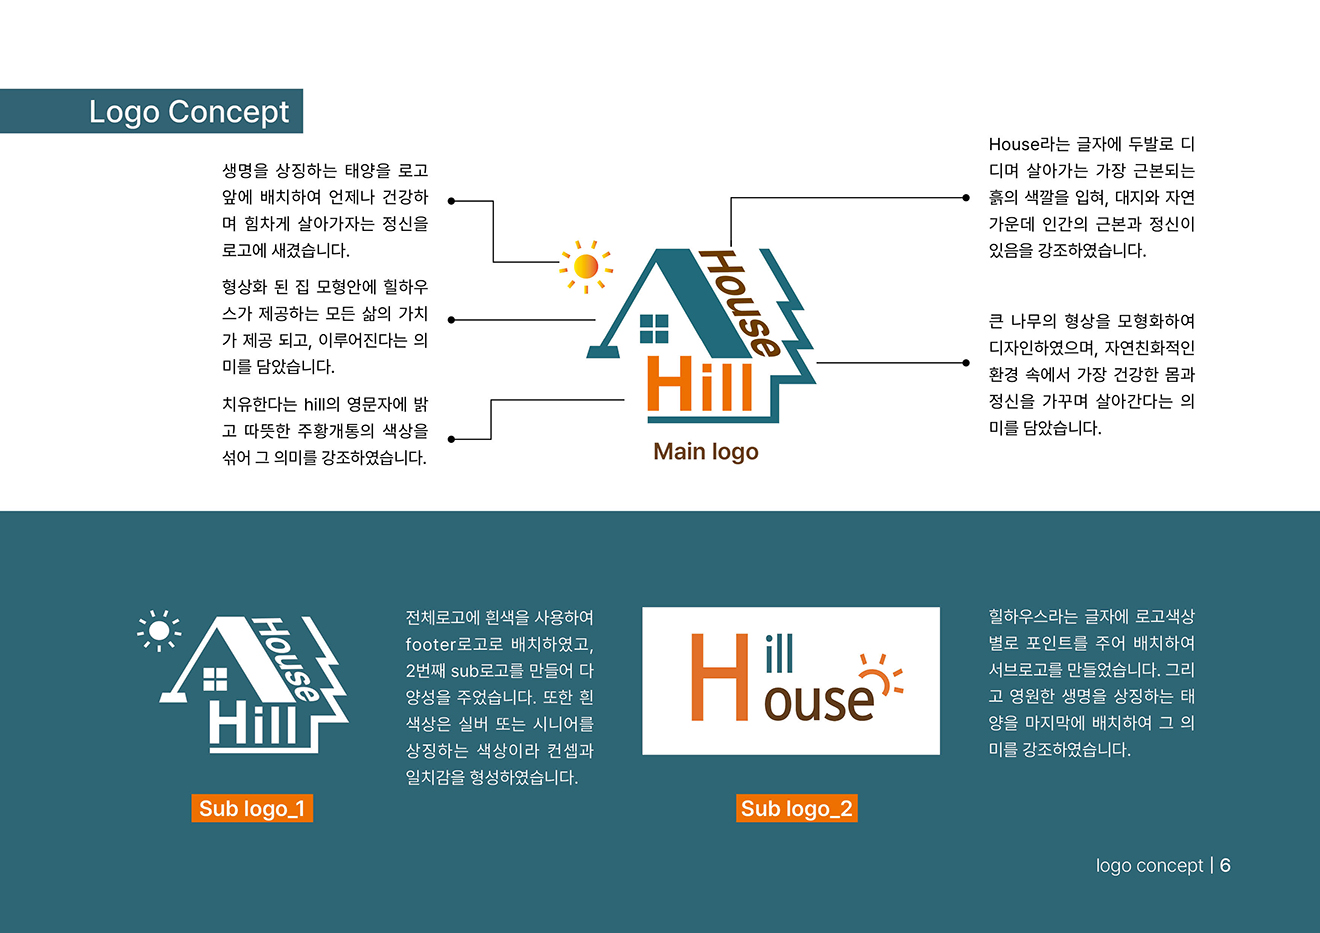 Logo Concept
생명을 상징하는 태양을 로고
앞에 배치하여 언제나 건강하
며 힘차게 살아가자는 정신을
로고에 새겼습니다.
형상화 된 집 모형안에 힐하우
스가 제공하는 모든 삶의 가치
가 제공 되고, 이루어진다는 의
미를 담았습니다.
치유한다는 hill의 영문자에 밝
고 따뜻한 주황개통의 색상을
섞어 그 의미를 강조하였습니다.
House
Hill
Main logo
House라는 글자에 두발로 디
디며 살아가는 가장 근본되는
흙의 색깔을 입혀, 대지와 자연
가운데 인간의 근본과 정신이
있음을 강조하였습니다.
큰 나무의 형상을 모형화하여
디자인하였으며, 자연친화적인
환경 속에서 가장 건강한 몸과
정신을 가꾸며 살아간다는 의
미를 담았습니다.
House
Hill
Sub logo_1
전체로고에 흰색을 사용하여
footer로고로 배치하였고,
2번째 sub로고를 만들어 다
양성을 주었습니다. 또한 흰
색상은 실버 또는 시니어를
상징하는 색상이라 컨셉과
일치감을 형성하였습니다.
Hill
House
Sub logo_2
힐하우스라는 글자에 로고색상
별로 포인트를 주어 배치하여
서브로고를 만들었습니다. 그리
고 영원한 생명을 상징하는 태
양을 마지막에 배치하여 그 의
미를 강조하였습니다.
logo concept | 6